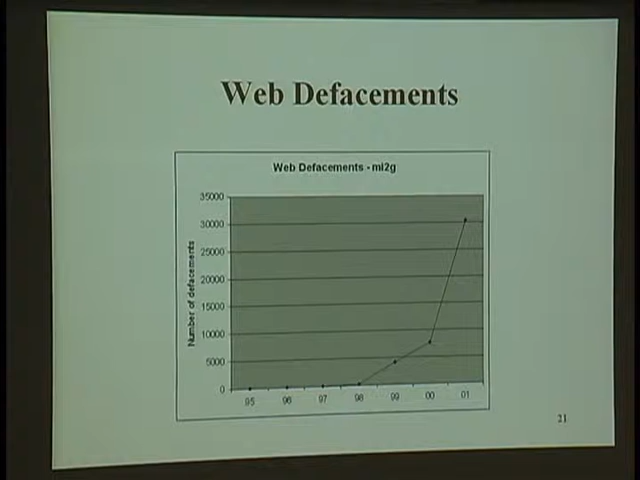 Web Defacements
Web Defacements - mi2g
35000
30000
25000
20000
15000
10000
5000
0
Number of defacements
95 96 97 98 99 00 01
21